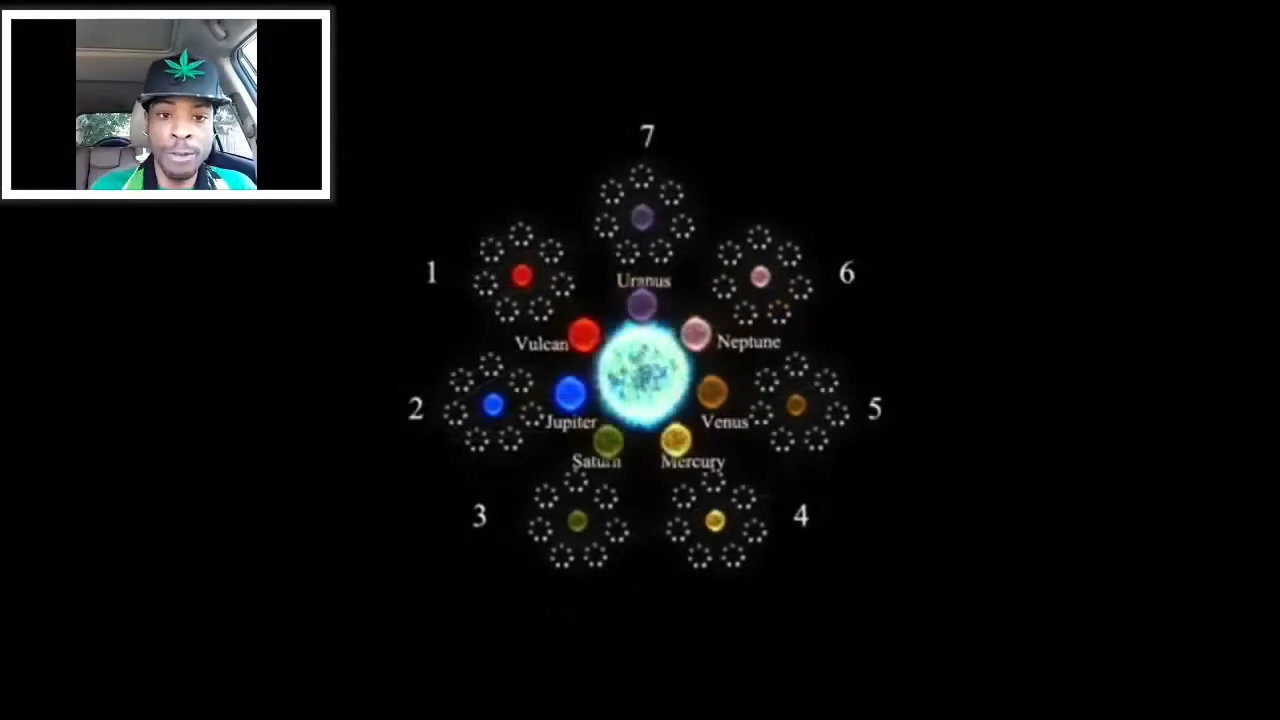 7
1
6
Uranus
Vulcan
Neptune
2
5
Jupiter
Venus
Saturn
Mercury
3
4